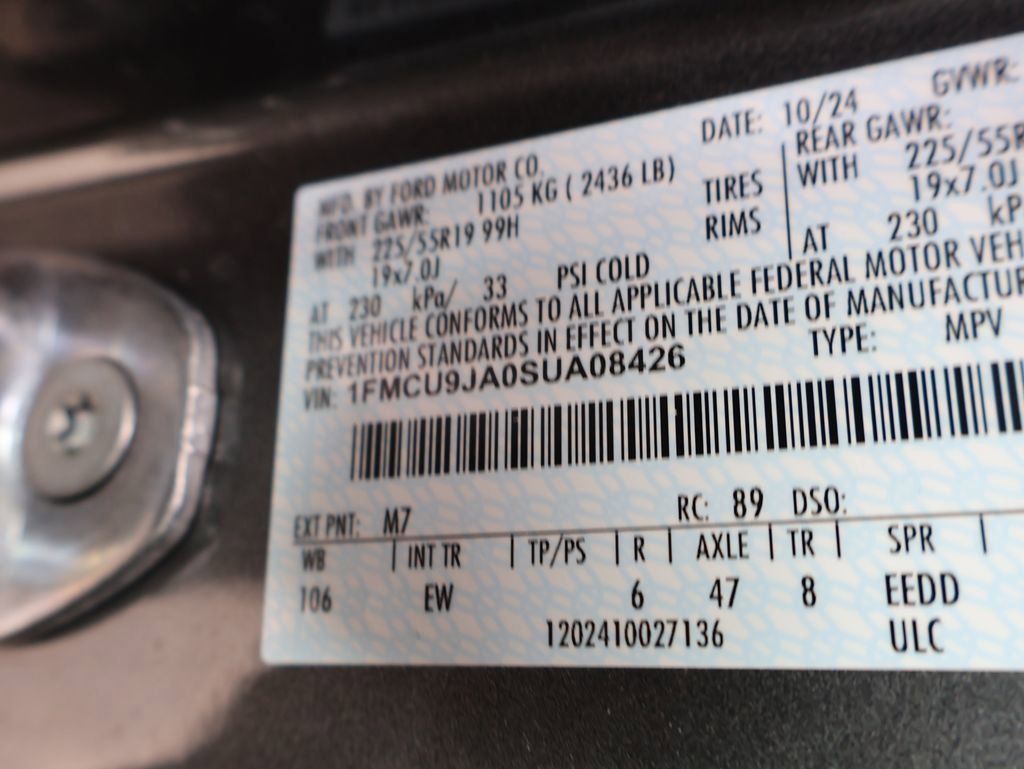 MFD. BY FORD MOTOR CO. DATE: 10/24 GVWR:
FRONT GAWR: 1105 KG ( 2436 LB) REAR GAWR:
WITH 225/55R19 99H TIRES WITH 225/55R
19x7.0J RIMS 19x7.0J
AT 230 kPa/ 33 PSI COLD AT 230 kP
THIS VEHICLE CONFORMS TO ALL APPLICABLE FEDERAL MOTOR VEH
PREVENTION STANDARDS IN EFFECT ON THE DATE OF MANUFACTUR
VIN: 1FMCU9JA0SUA08426 TYPE: MPV
EXT PNT: M7 RC: 89 DSO:
WB INT TR TP/PS R AXLE TR SPR
106 EW 6 47 8 EEDD
1202410027136 ULC